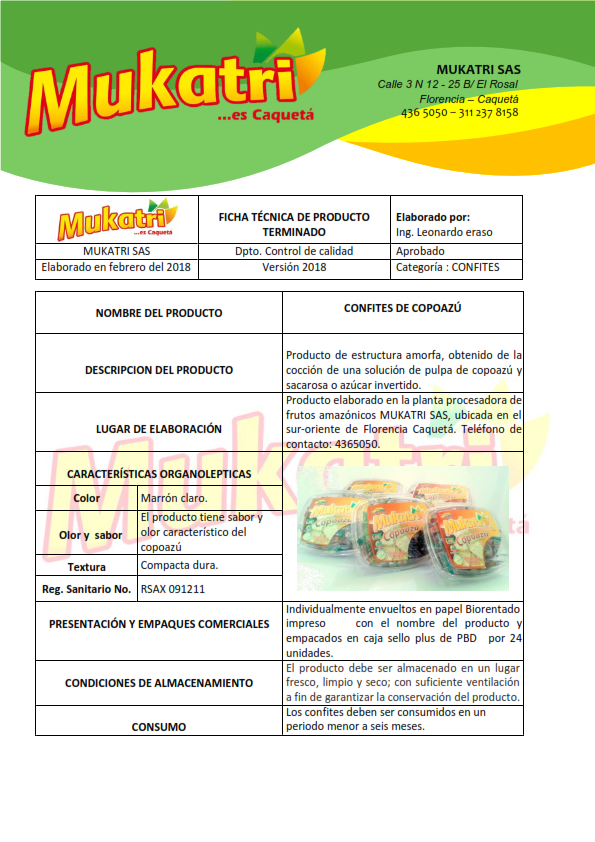 Mukatri
...es Caquetá
MUKATRI SAS
Calle 3 N 12 - 25 B/ El Rosal
Florencia – Caquetá
436 5050 – 311 237 8158
Mukatri
...es Caquetá
FICHA TÉCNICA DE PRODUCTO
TERMINADO
Elaborado por:
Ing. Leonardo eraso
MUKATRI SAS
Dpto. Control de calidad
Aprobado
Elaborado en febrero del 2018
Versión 2018
Categoría : CONFITES
NOMBRE DEL PRODUCTO
CONFITES DE COPOAZÚ
DESCRIPCION DEL PRODUCTO
Producto de estructura amorfa, obtenido de la
cocción de una solución de pulpa de copoazú y
sacarosa o azúcar invertido.
LUGAR DE ELABORACIÓN
Producto elaborado en la planta procesadora de
frutos amazónicos MUKATRI SAS, ubicada en el
sur-oriente de Florencia Caquetá. Teléfono de
contacto: 4365050.
CARACTERÍSTICAS ORGANOLEPTICAS
Color
Marrón claro.
Olor y sabor
El producto tiene sabor y
olor característico del
copoazú
Textura
Compacta dura.
Reg. Sanitario No.
RSAX 091211
Mukatri
Copoazú
Mukatri
Copoazú
Mukatri
Copoazú
PRESENTACIÓN Y EMPAQUES COMERCIALES
Individualmente envueltos en papel Biorentado
impreso con el nombre del producto y
empacados en caja sello plus de PBD por 24
unidades.
CONDICIONES DE ALMACENAMIENTO
El producto debe ser almacenado en un lugar
fresco, limpio y seco; con suficiente ventilación
a fin de garantizar la conservación del producto.
CONSUMO
Los confites deben ser consumidos en un
periodo menor a seis meses.